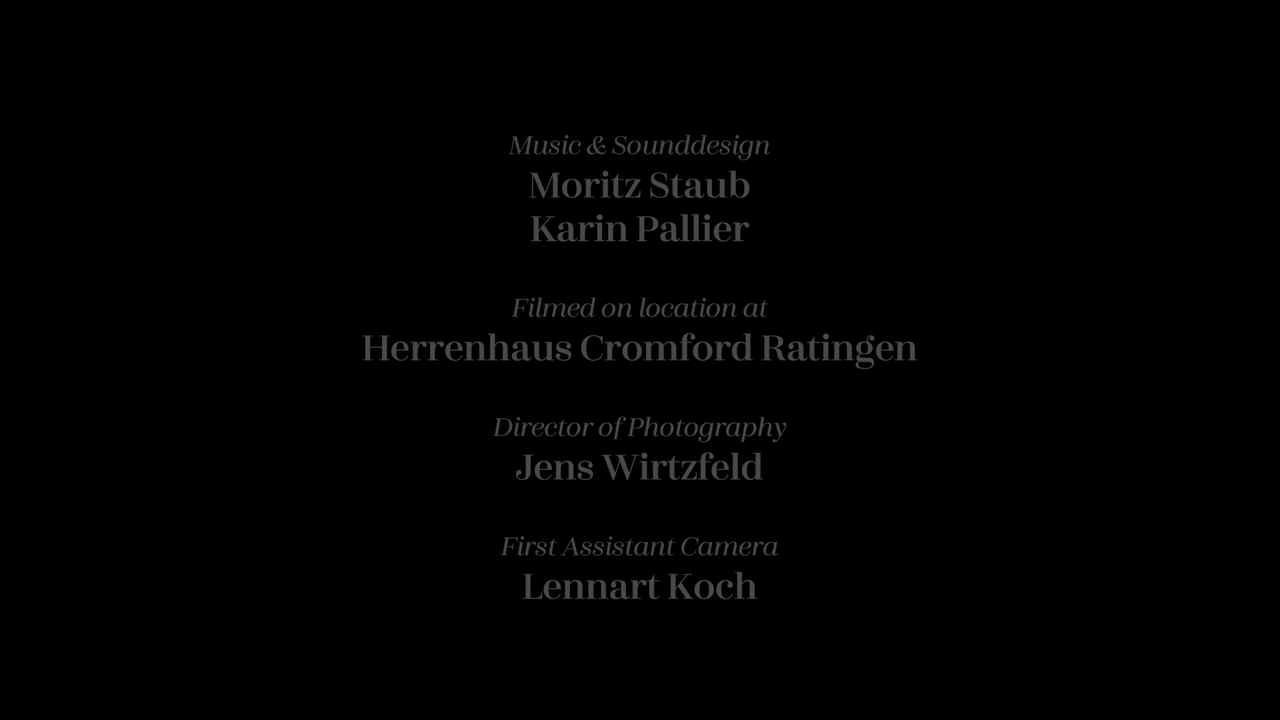 Music & Sounddesign
Moritz Staub
Karin Pallier
Filmed on location at
Herrenhaus Cromford Ratingen
Director of Photography
Jens Wirtzfeld
First Assistant Camera
Lennart Koch